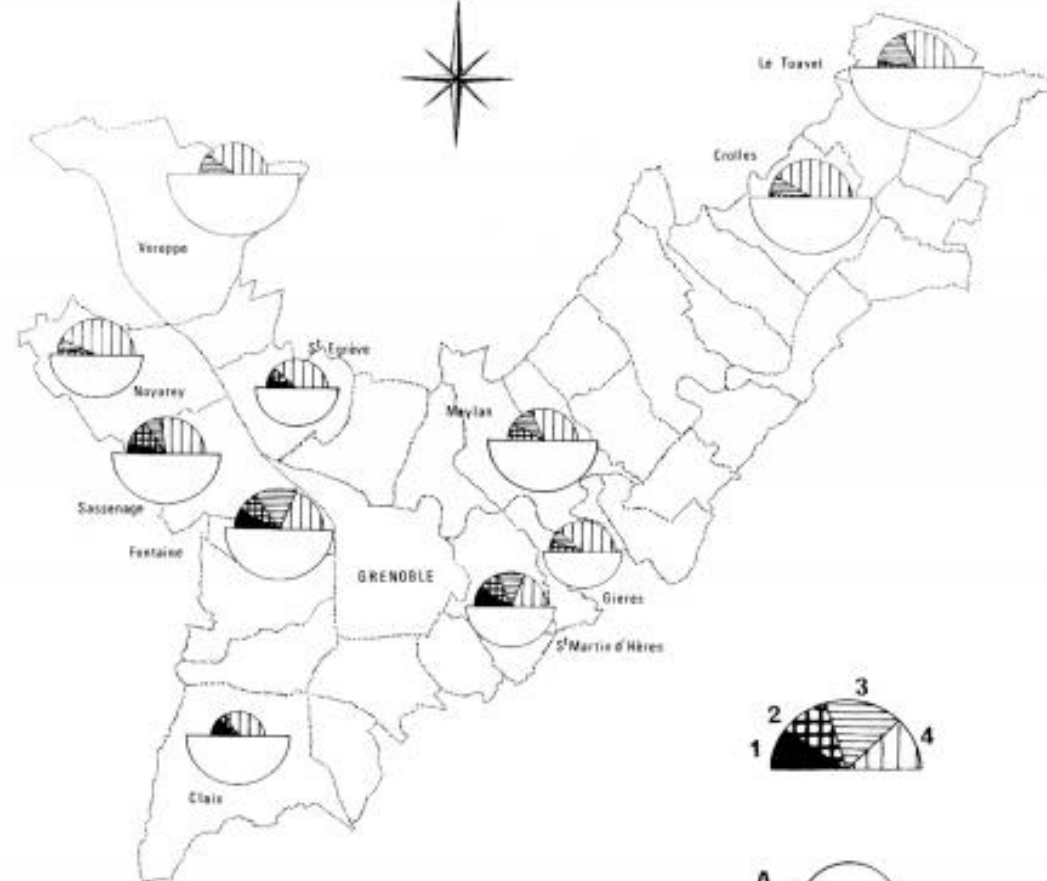 Le Touvet
Crolles
Voreppe
St-Egrève
Noyarey
Meylan
Sassenage
Fontaine
GRENOBLE
Gieres
St Martin d'Hères
Claix
3
2
4
1
A